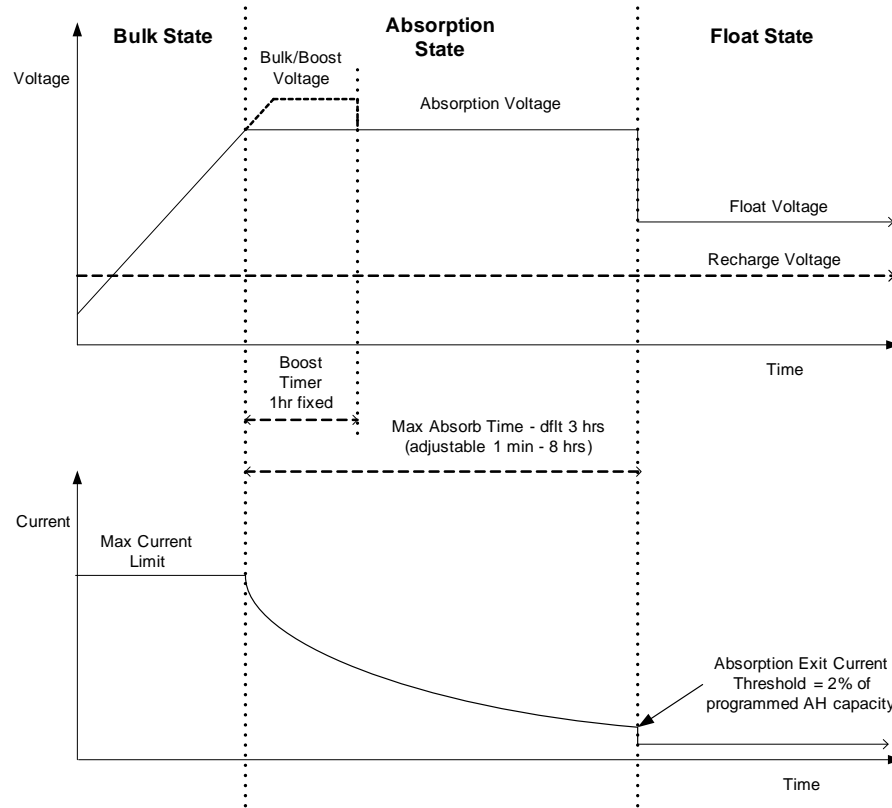 Bulk State
Absorption
State
Float State
Voltage
Bulk/Boost
Voltage
Absorption Voltage
Float Voltage
Recharge Voltage
Time
Boost
Timer
1hr fixed
Max Absorb Time - dflt 3 hrs
(adjustable 1 min - 8 hrs)
Current
Max Current
Limit
Absorption Exit Current
Threshold = 2% of
programmed AH capacity
Time